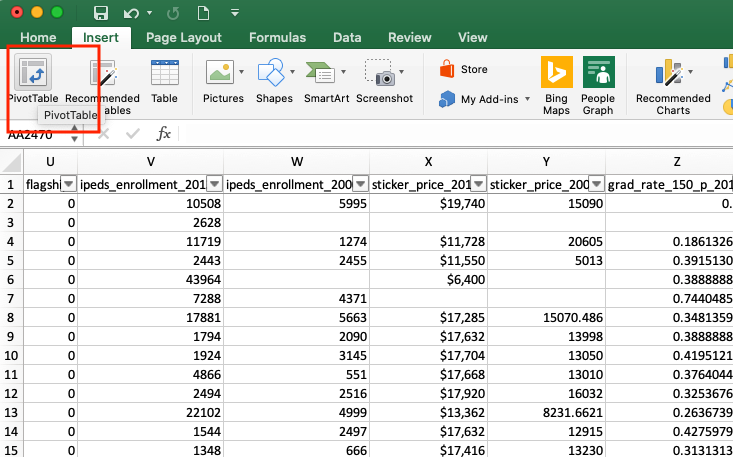 Home Insert Page Layout Formulas Data Review View
Store
PivotTable Recommended Table Pictures Shapes SmartArt Screenshot My Add-ins Bing People Recommended
Maps Graph Charts
PivotTable
AA2470 fx
U V W X Y Z
1 flagshi ipeds_enrollment_201 ipeds_enrollment_200 sticker_price_201 sticker_price_200 grad_rate_150_p_201
2 0 10508 5995 $19,740 15090 0.
3 0 2628
4 0 11719 1274 $11,728 20605 0.1861326
5 0 2443 2455 $11,550 5013 0.3915130
6 0 43964 $6,400 0.3888888
7 0 7288 4371 0.7440485
8 0 17881 5663 $17,285 15070.486 0.3481359
9 0 1794 2090 $17,632 13998 0.3888888
10 0 1924 3145 $17,704 13050 0.4195121
11 0 4866 551 $17,668 13010 0.3764044
12 0 2494 2516 $17,920 16032 0.3253676
13 0 22102 4999 $13,362 8231.6621 0.2636739
14 0 1544 2497 $17,632 12915 0.4275979
15 0 1348 666 $17,416 13230 0.3131313